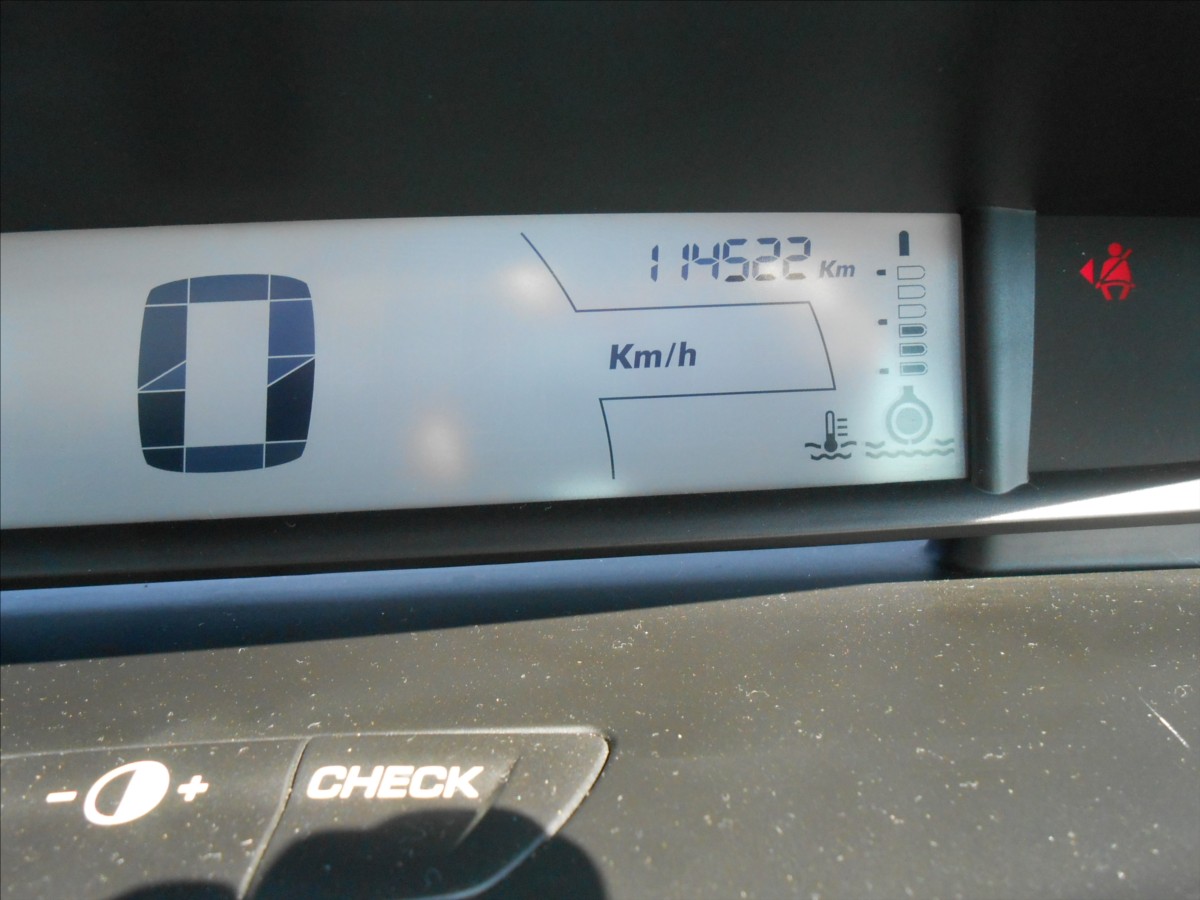 114522 Km
0
Km/h
- +
CHECK